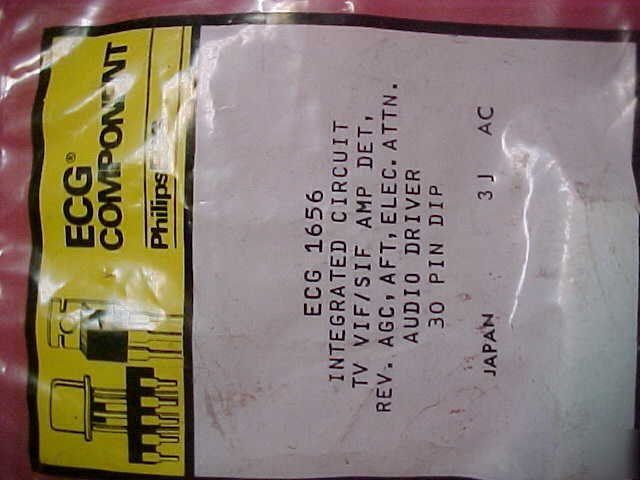 ECG®
COMPONENT
Philips
ECG 1656
INTEGRATED CIRCUIT
TV VIF/SIF AMP DET,
REV. AGC, AFT, ELEC. ATTN.
AUDIO DRIVER
30 PIN DIP
JAPAN 3J AC